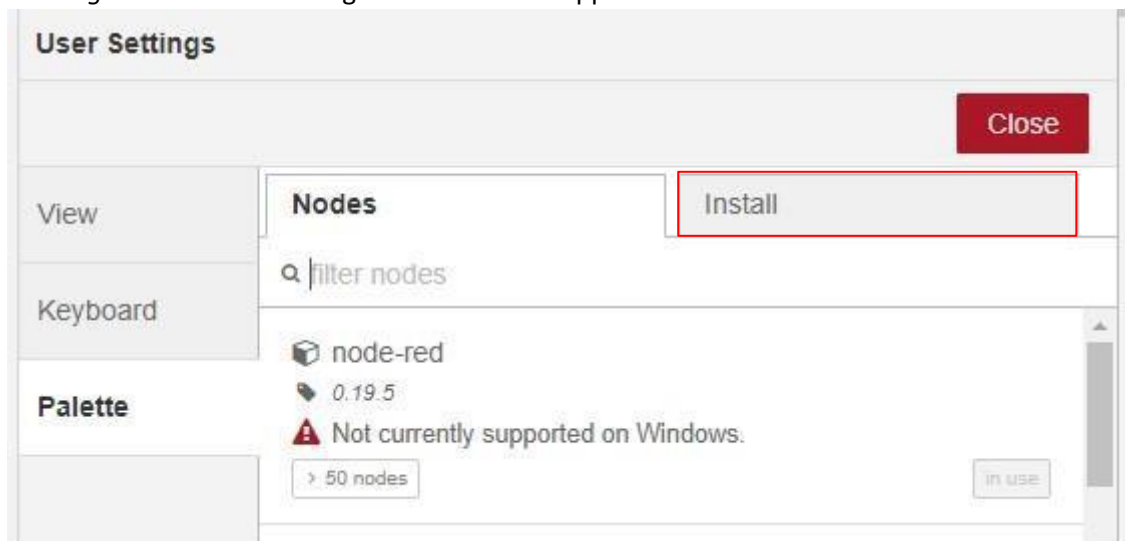 User Settings
Close
View
Nodes
Install
filter nodes
Keyboard
node-red
0.19.5
Palette
Not currently supported on Windows.
> 50 nodes
in use